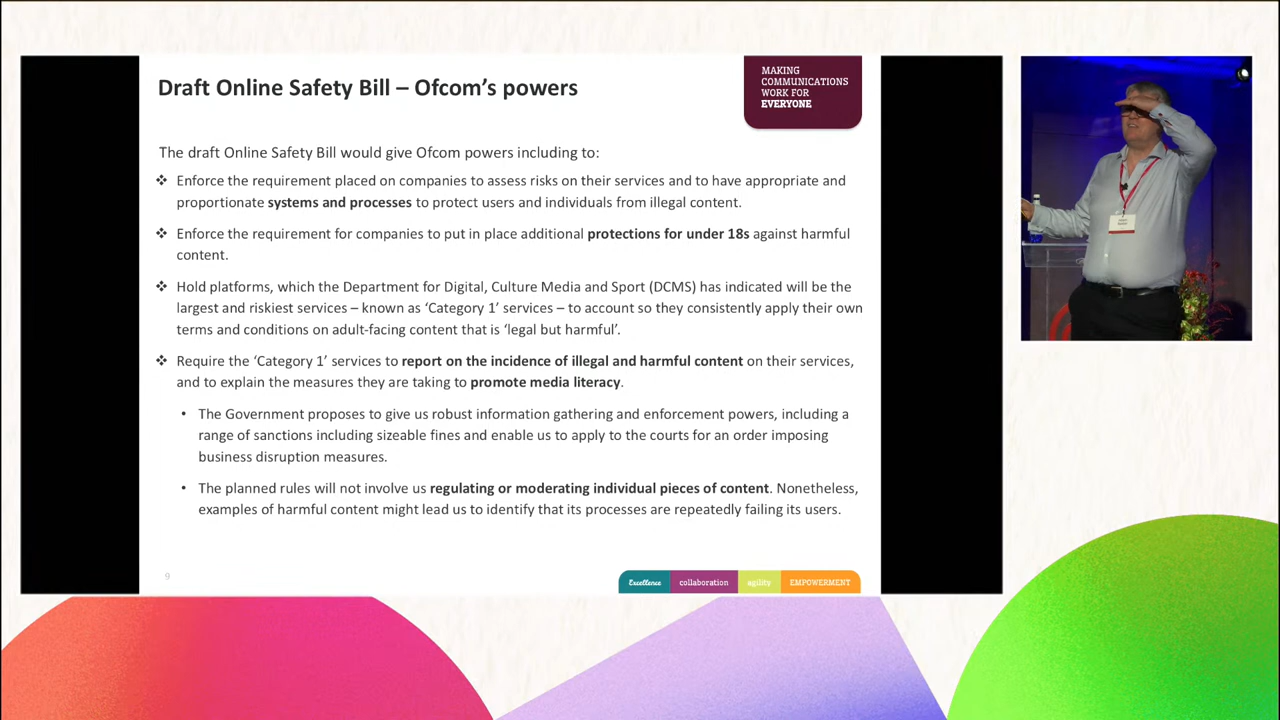 Draft Online Safety Bill – Ofcom’s powers
MAKING
COMMUNICATIONS
WORK FOR
EVERYONE
The draft Online Safety Bill would give Ofcom powers including to:
❖ Enforce the requirement placed on companies to assess risks on their services and to have appropriate and
proportionate systems and processes to protect users and individuals from illegal content.
❖ Enforce the requirement for companies to put in place additional protections for under 18s against harmful
content.
❖ Hold platforms, which the Department for Digital, Culture Media and Sport (DCMS) has indicated will be the
largest and riskiest services – known as ‘Category 1’ services – to account so they consistently apply their own
terms and conditions on adult-facing content that is ‘legal but harmful’.
❖ Require the ‘Category 1’ services to report on the incidence of illegal and harmful content on their services,
and to explain the measures they are taking to promote media literacy.
• The Government proposes to give us robust information gathering and enforcement powers, including a
range of sanctions including sizeable fines and enable us to apply to the courts for an order imposing
business disruption measures.
• The planned rules will not involve us regulating or moderating individual pieces of content. Nonetheless,
examples of harmful content might lead us to identify that its processes are repeatedly failing its users.
9
Excellence collaboration agility EMPOWERMENT